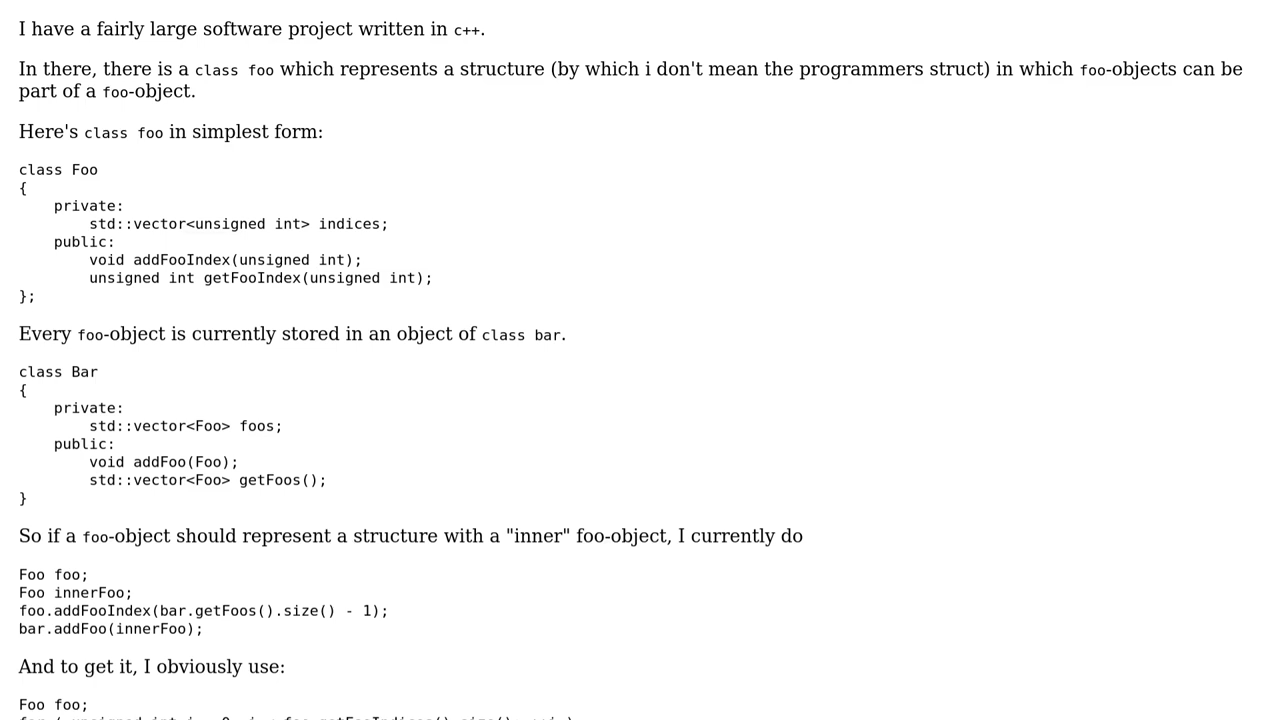 I have a fairly large software project written in c++.
In there, there is a class foo which represents a structure (by which i don't mean the programmers struct) in which foo-objects can be
part of a foo-object.
Here's class foo in simplest form:
class Foo
{
    private:
        std::vector<unsigned int> indices;
    public:
        void addFooIndex(unsigned int);
        unsigned int getFooIndex(unsigned int);
};
Every foo-object is currently stored in an object of class bar.
class Bar
{
    private:
        std::vector<Foo> foos;
    public:
        void addFoo(Foo);
        std::vector<Foo> getFoos();
}
So if a foo-object should represent a structure with a "inner" foo-object, I currently do
Foo foo;
Foo innerFoo;
foo.addFooIndex(bar.getFoos().size() - 1);
bar.addFoo(innerFoo);
And to get it, I obviously use:
Foo foo;